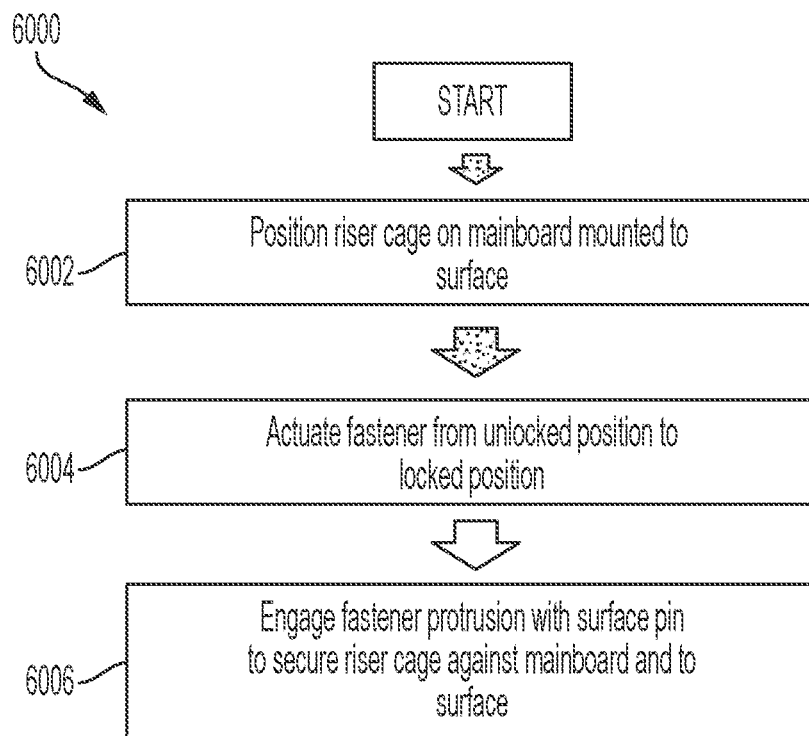 6000
START
Position riser cage on mainboard mounted to
surface
6002
Actuate fastener from unlocked position to
locked position
6004
Engage fastener protrusion with surface pin
to secure riser cage against mainboard and to
surface
6006